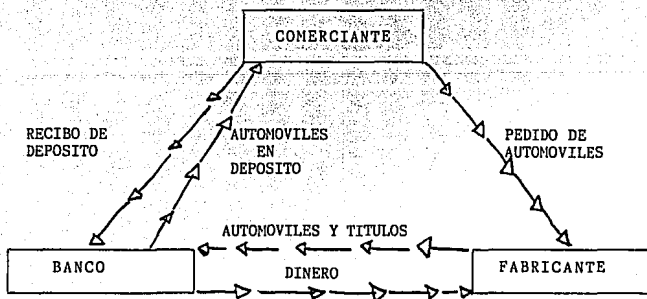 COMERCIANTE
RECIBO DE
DEPOSITO
AUTOMOVILES
EN
DEPOSITO
PEDIDO DE
AUTOMOVILES
AUTOMOVILES Y TITULOS
BANCO
DINERO
FABRICANTE